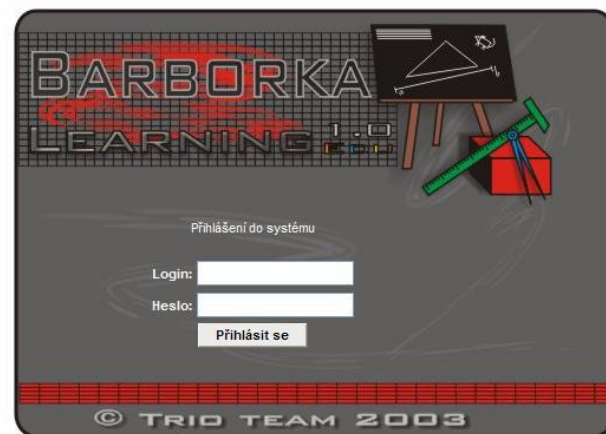 BARBORKA
LEARNING 1.0
Přihlášení do systému
Login:
Heslo:
Přihlásit se
© TRIO TEAM 2003